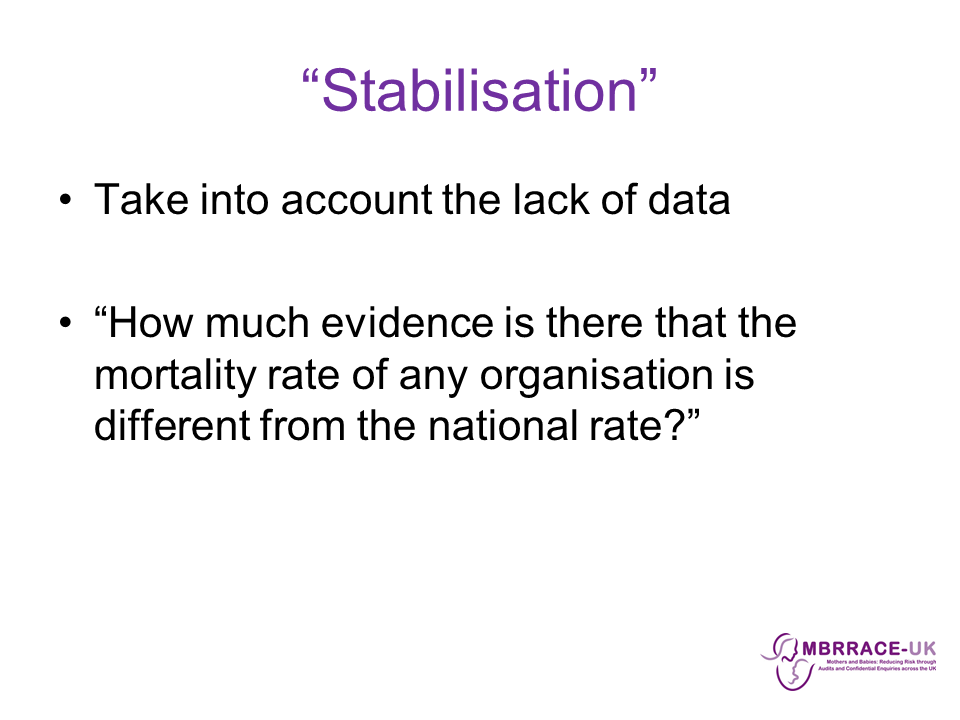 “Stabilisation”
• Take into account the lack of data
• “How much evidence is there that the
mortality rate of any organisation is
different from the national rate?”
MBRRACE-UK
Mothers and Babies: Reducing Risk through
Audits and Confidential Enquiries across the UK